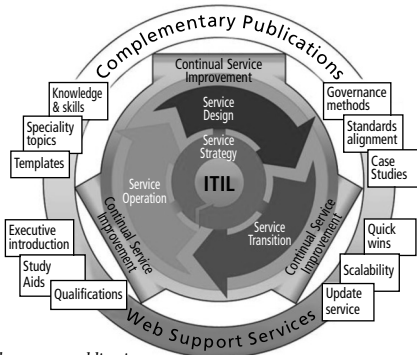 Complementary Publications
Continual Service
Improvement
Knowledge
& skills
Speciality
topics
Templates
Governance
methods
Standards
alignment
Case
Studies
Service
Design
Service
Strategy
ITIL
Service
Operation
Service
Transition
Continual Service
Improvement
Continual Service
Improvement
Executive
introduction
Study
Aids
Qualifications
Quick
wins
Scalability
Update
service
Web Support Services